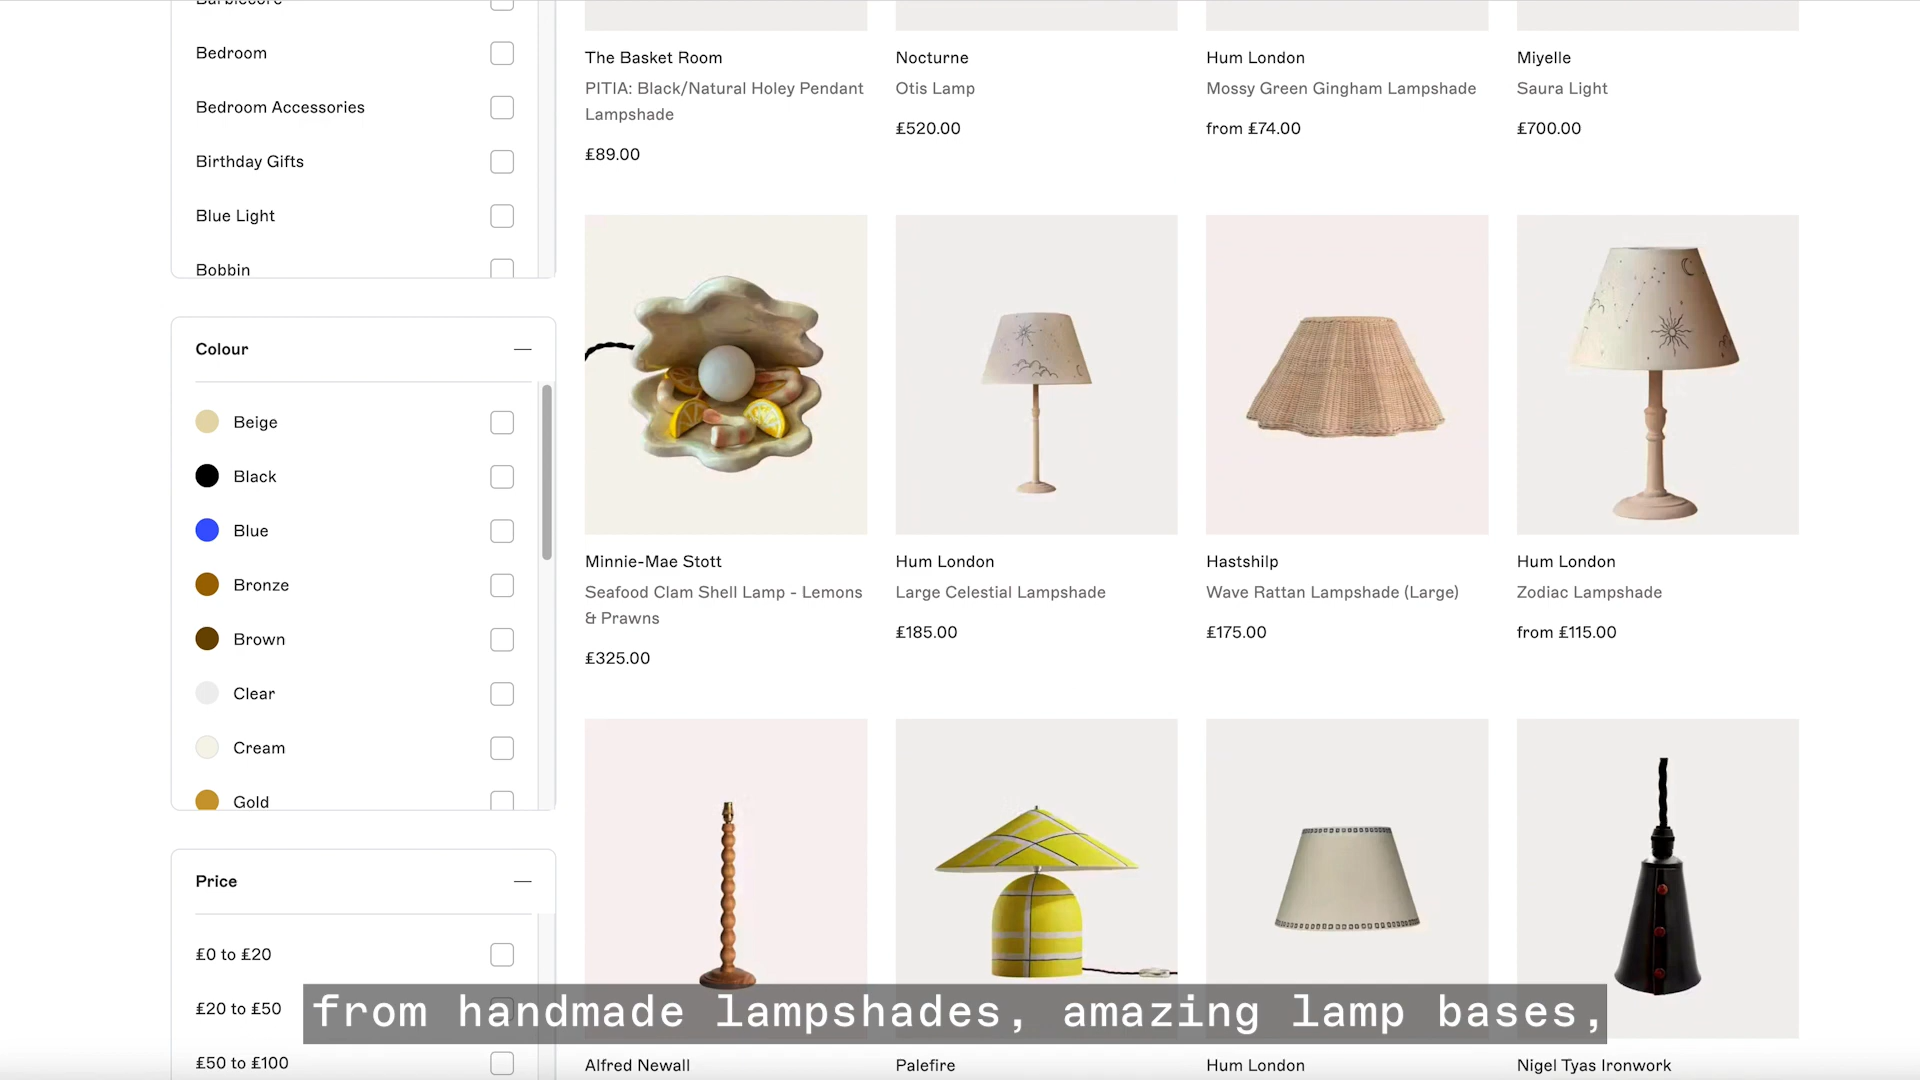 Barbiecore
Bedroom
Bedroom Accessories
Birthday Gifts
Blue Light
Bobbin
Colour
Beige
Black
Blue
Bronze
Brown
Clear
Cream
Gold
Price
£0 to £20
£20 to £50
£50 to £100
The Basket Room
PITIA: Black/Natural Holey Pendant
Lampshade
£89.00
Nocturne
Otis Lamp
£520.00
Hum London
Mossy Green Gingham Lampshade
from £74.00
Miyelle
Saura Light
£700.00
Minnie-Mae Stott
Seafood Clam Shell Lamp - Lemons
& Prawns
£325.00
Hum London
Large Celestial Lampshade
£185.00
Hastshilp
Wave Rattan Lampshade (Large)
£175.00
Hum London
Zodiac Lampshade
from £115.00
Alfred Newall
Palefire
Hum London
Nigel Tyas Ironwork
from handmade lampshades, amazing lamp bases,